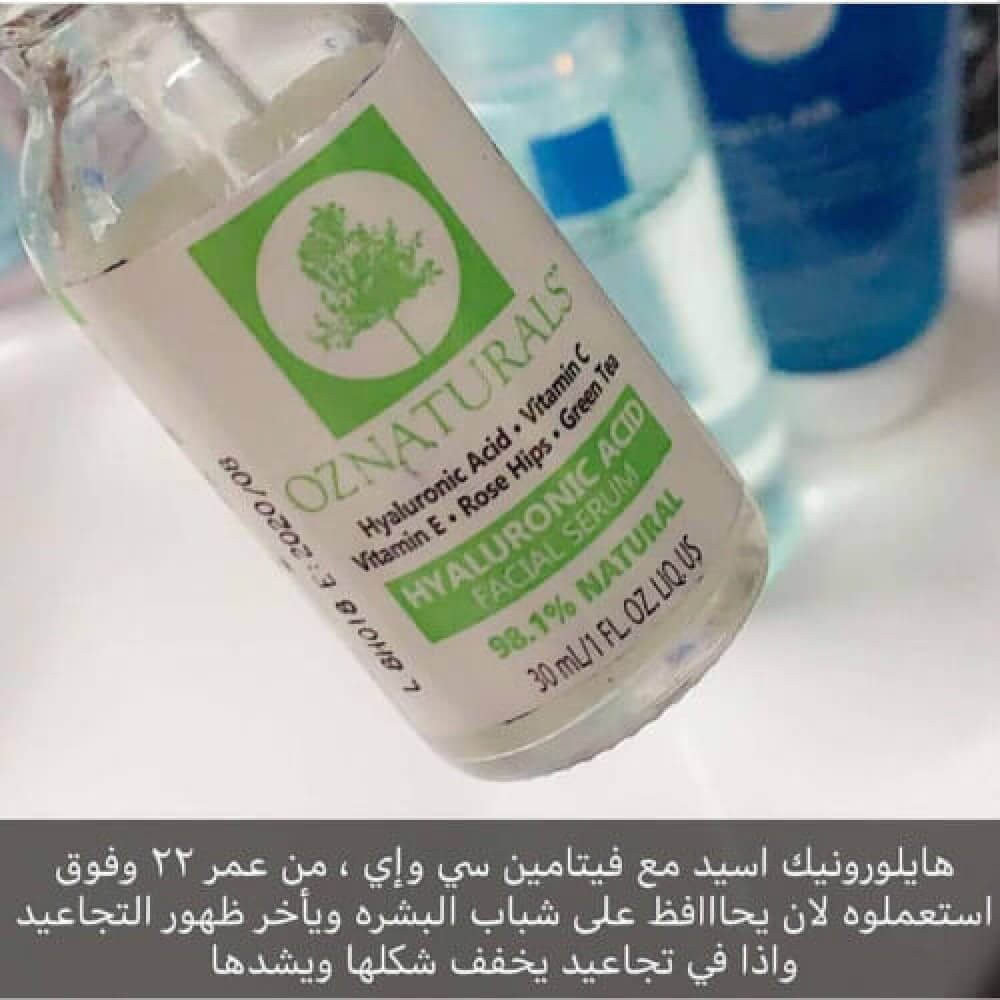 OZNATURALS
Hyaluronic Acid • Vitamin C
Vitamin E • Rose Hips • Green Tea
HYALURONIC ACID
FACIAL SERUM
98.1% NATURAL
30 mL/1 FL. OZ. LIQ. US
L BH018 E:2020/08
هايلورونيك اسيد مع فيتامين سي وإي ، من عمر ٢٢ وفوق
استعملوه لان يحااافظ على شباب البشره ويأخر ظهور التجاعيد
واذا في تجاعيد يخفف شكلها ويشدها